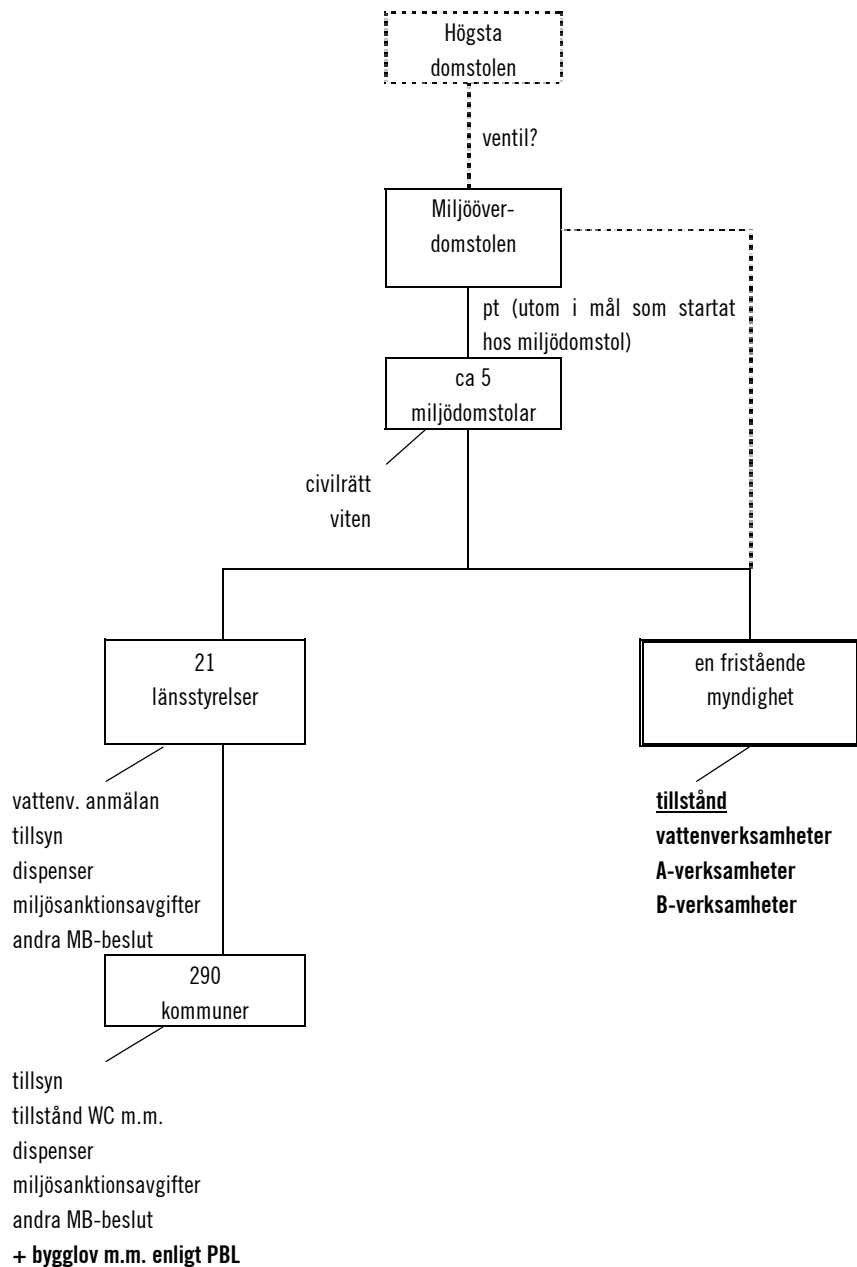 Högsta
domstolen
ventil?
Miljööver-
domstolen
pt (utom i mål som startat
hos miljödomstol)
ca 5
miljödomstolar
civilrätt
viten
21
länsstyrelser
en fristående
myndighet
vattenv. anmälan
tillsyn
dispenser
miljösanktionsavgifter
andra MB-beslut
tillstånd
vattenverksamheter
A-verksamheter
B-verksamheter
290
kommuner
tillsyn
tillstånd WC m.m.
dispenser
miljösanktionsavgifter
andra MB-beslut
+ bygglov m.m. enligt PBL